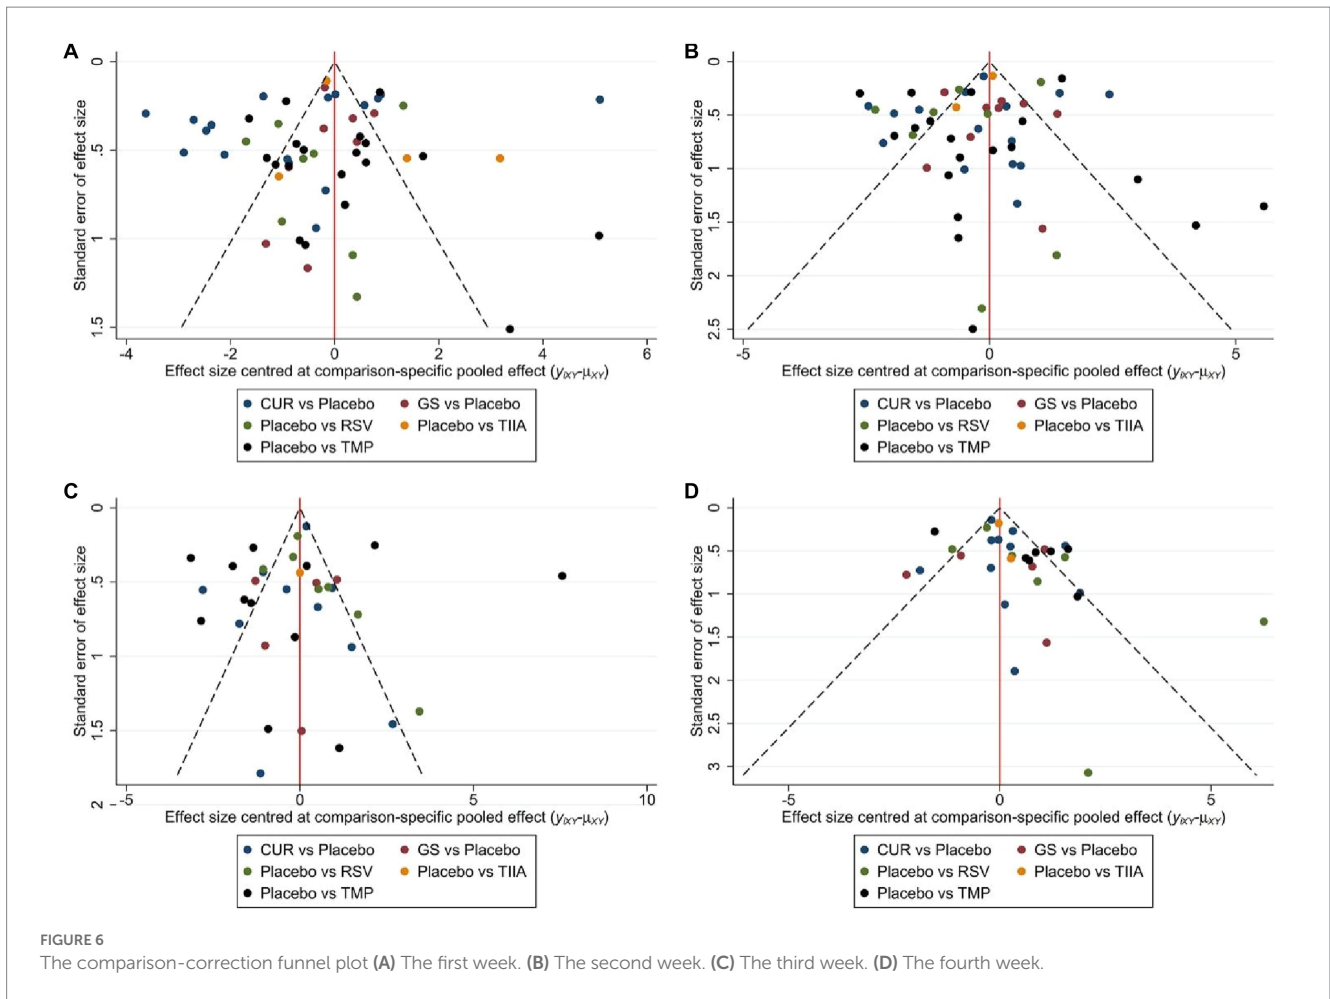 A
0
.5
1
1.5
Standard error of effect size
-4
-2
0
2
4
6
Effect size centred at comparison-specific pooled effect (yiXY-μXY)
CUR vs Placebo
GS vs Placebo
Placebo vs RSV
Placebo vs TIIA
Placebo vs TMP
B
0
.5
1
1.5
2
2.5
Standard error of effect size
-5
0
5
Effect size centred at comparison-specific pooled effect (yiXY-μXY)
CUR vs Placebo
GS vs Placebo
Placebo vs RSV
Placebo vs TIIA
Placebo vs TMP
C
0
.5
1
1.5
2
Standard error of effect size
-5
0
5
10
Effect size centred at comparison-specific pooled effect (yiXY-μXY)
CUR vs Placebo
GS vs Placebo
Placebo vs RSV
Placebo vs TIIA
Placebo vs TMP
D
0
.5
1
1.5
2
2.5
3
Standard error of effect size
-5
0
5
Effect size centred at comparison-specific pooled effect (yiXY-μXY)
CUR vs Placebo
GS vs Placebo
Placebo vs RSV
Placebo vs TIIA
Placebo vs TMP
FIGURE 6
The comparison-correction funnel plot (A) The first week. (B) The second week. (C) The third week. (D) The fourth week.